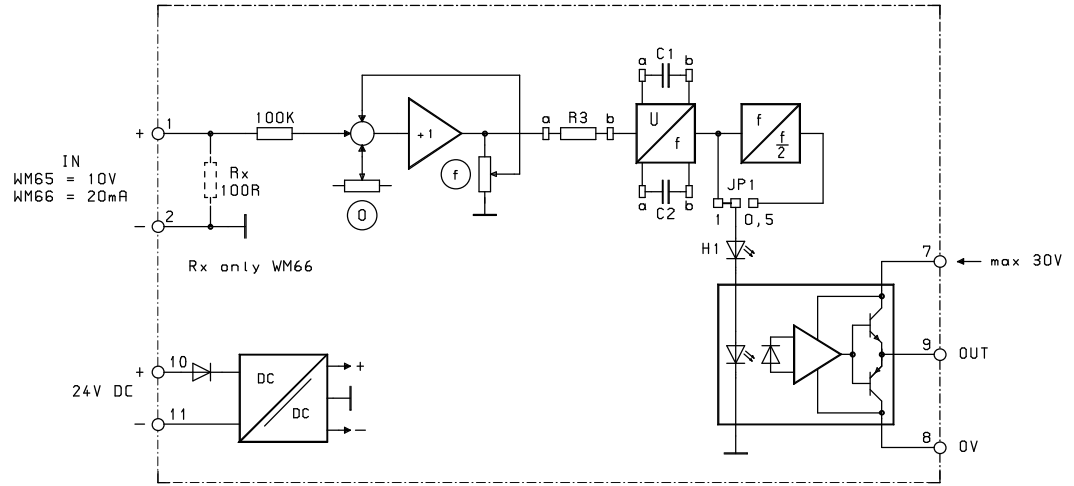 C1
a b
100K
a R3 b
U
f
f
f
2
+ 1
+1
f
IN
WM65 = 10V
WM66 = 20mA
Rx
100R
a b
C2
JP1
1 0,5
0
- 2
H1
Rx only WM66
7
max 30V
+ 10
24V DC
DC
DC
+
-
- 11
9
OUT
8
0V